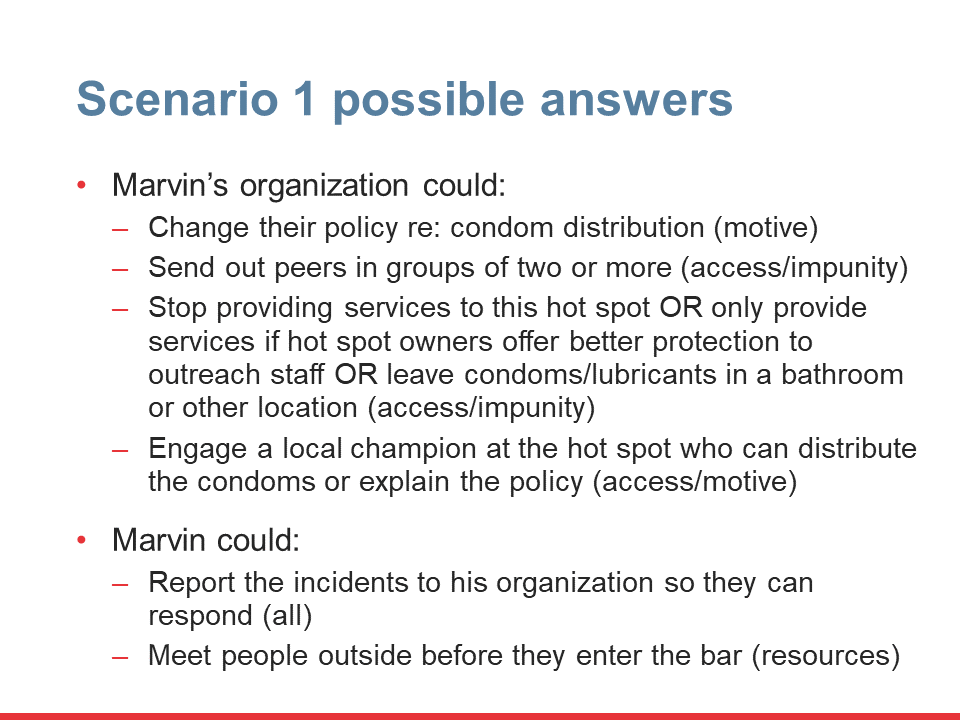 Scenario 1 possible answers
• Marvin’s organization could:
– Change their policy re: condom distribution (motive)
– Send out peers in groups of two or more (access/impunity)
– Stop providing services to this hot spot OR only provide
services if hot spot owners offer better protection to
outreach staff OR leave condoms/lubricants in a bathroom
or other location (access/impunity)
– Engage a local champion at the hot spot who can distribute
the condoms or explain the policy (access/motive)
• Marvin could:
– Report the incidents to his organization so they can
respond (all)
– Meet people outside before they enter the bar (resources)